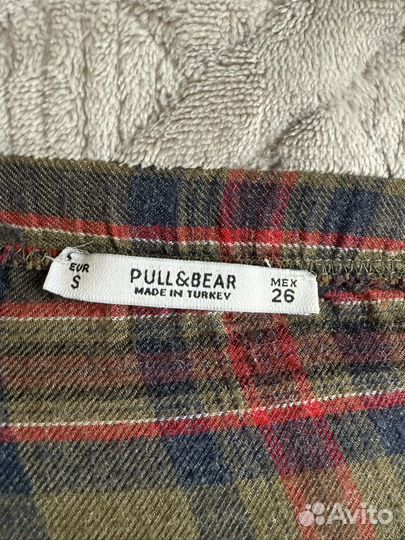 EUR
S
PULL&BEAR
MADE IN TURKEY
MEX
26
Avito